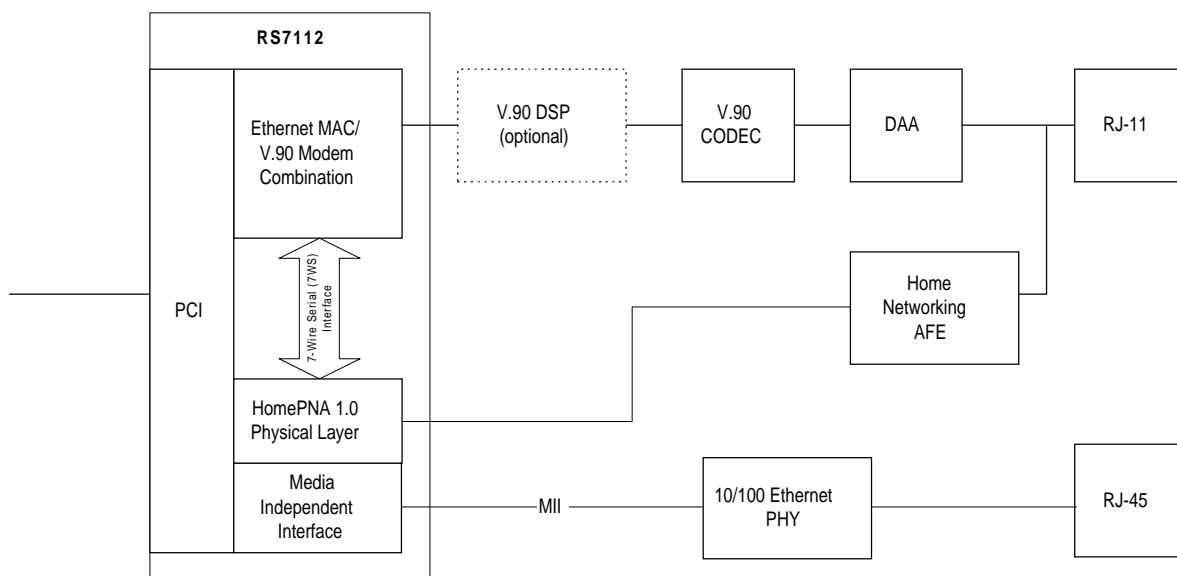 RS7112
Ethernet MAC/
V.90 Modem
Combination
V.90 DSP
(optional)
V.90
CODEC
DAA
RJ-11
7-Wire Serial (7WS)
Interface
PCI
Home
Networking
AFE
HomePNA 1.0
Physical Layer
Media
Independent
Interface
MII
10/100 Ethernet
PHY
RJ-45